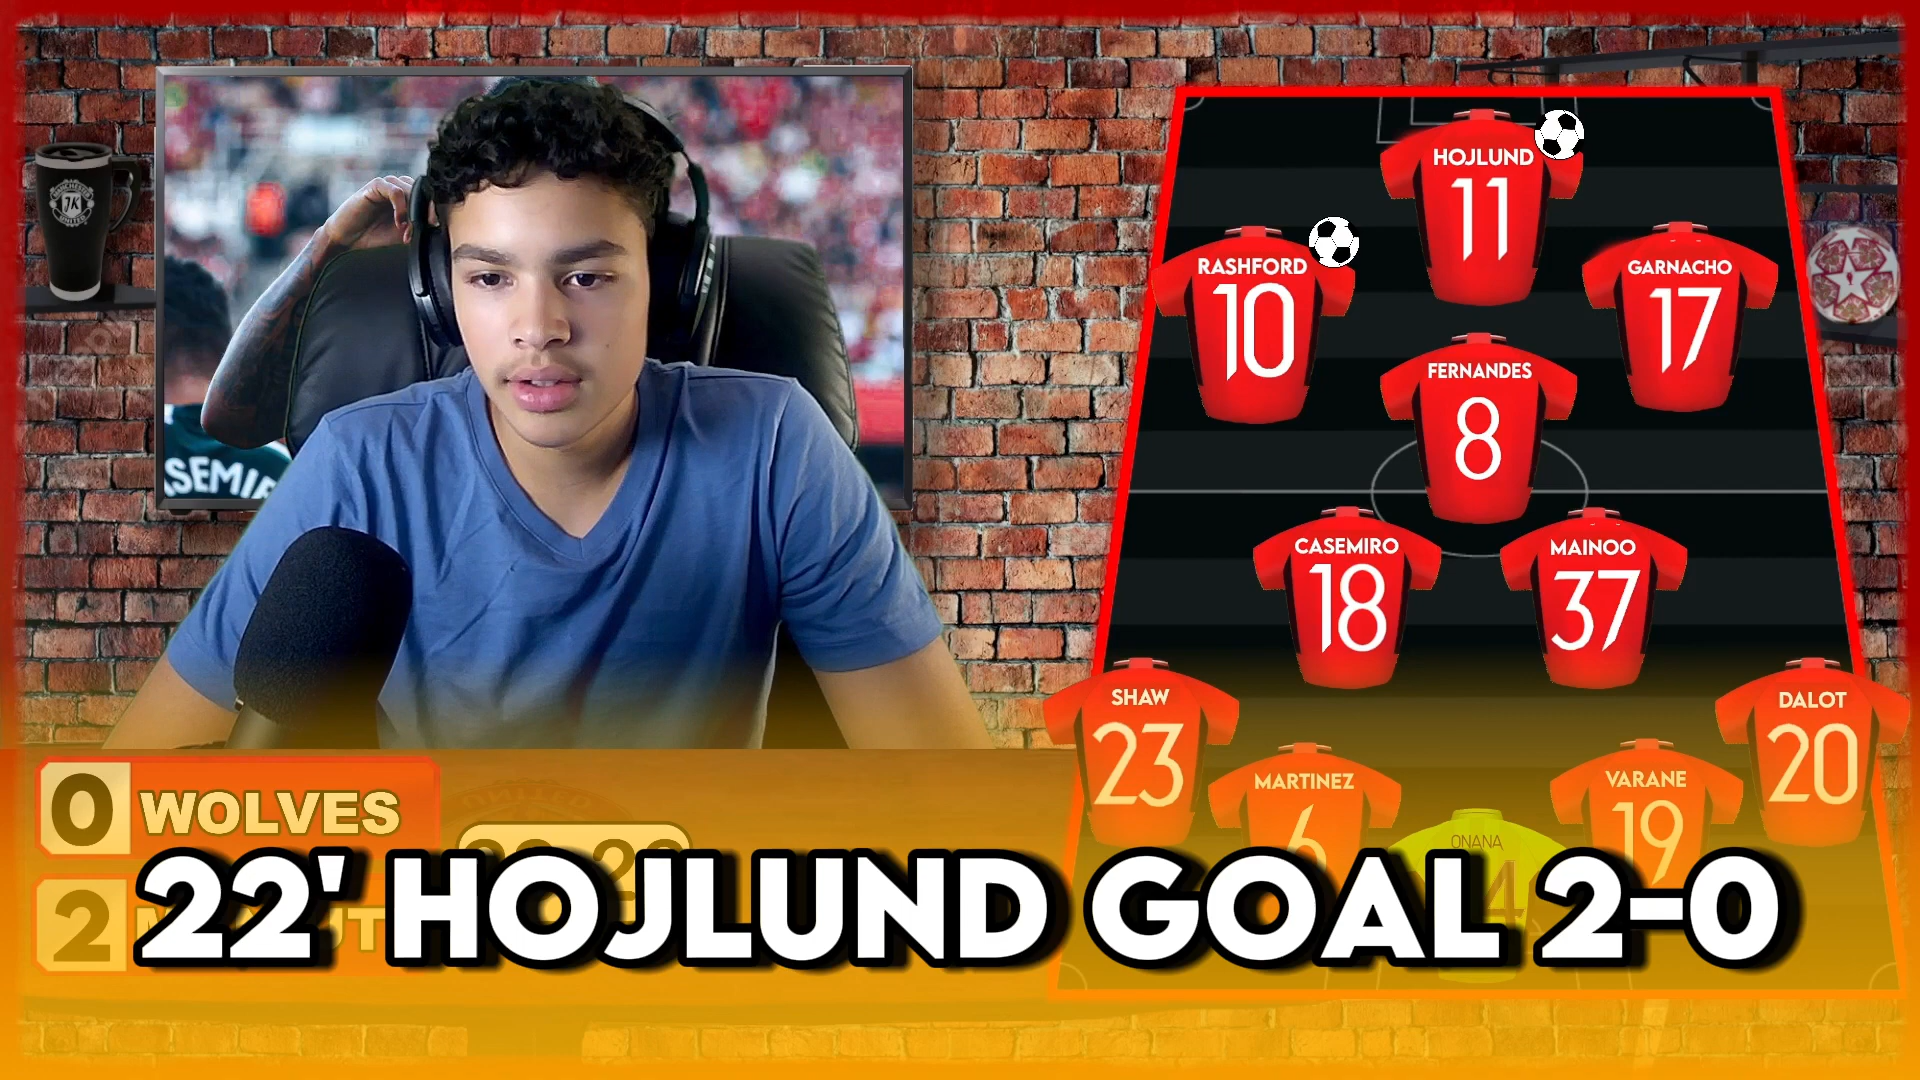 HOJLUND
11
RASHFORD
10
GARNACHO
17
FERNANDES
8
CASEMIRO
18
MAINOO
37
SHAW
23
DALOT
20
MARTINEZ
6
VARANE
19
ONANA
0 WOLVES
2
22' HOJLUND GOAL 2-0